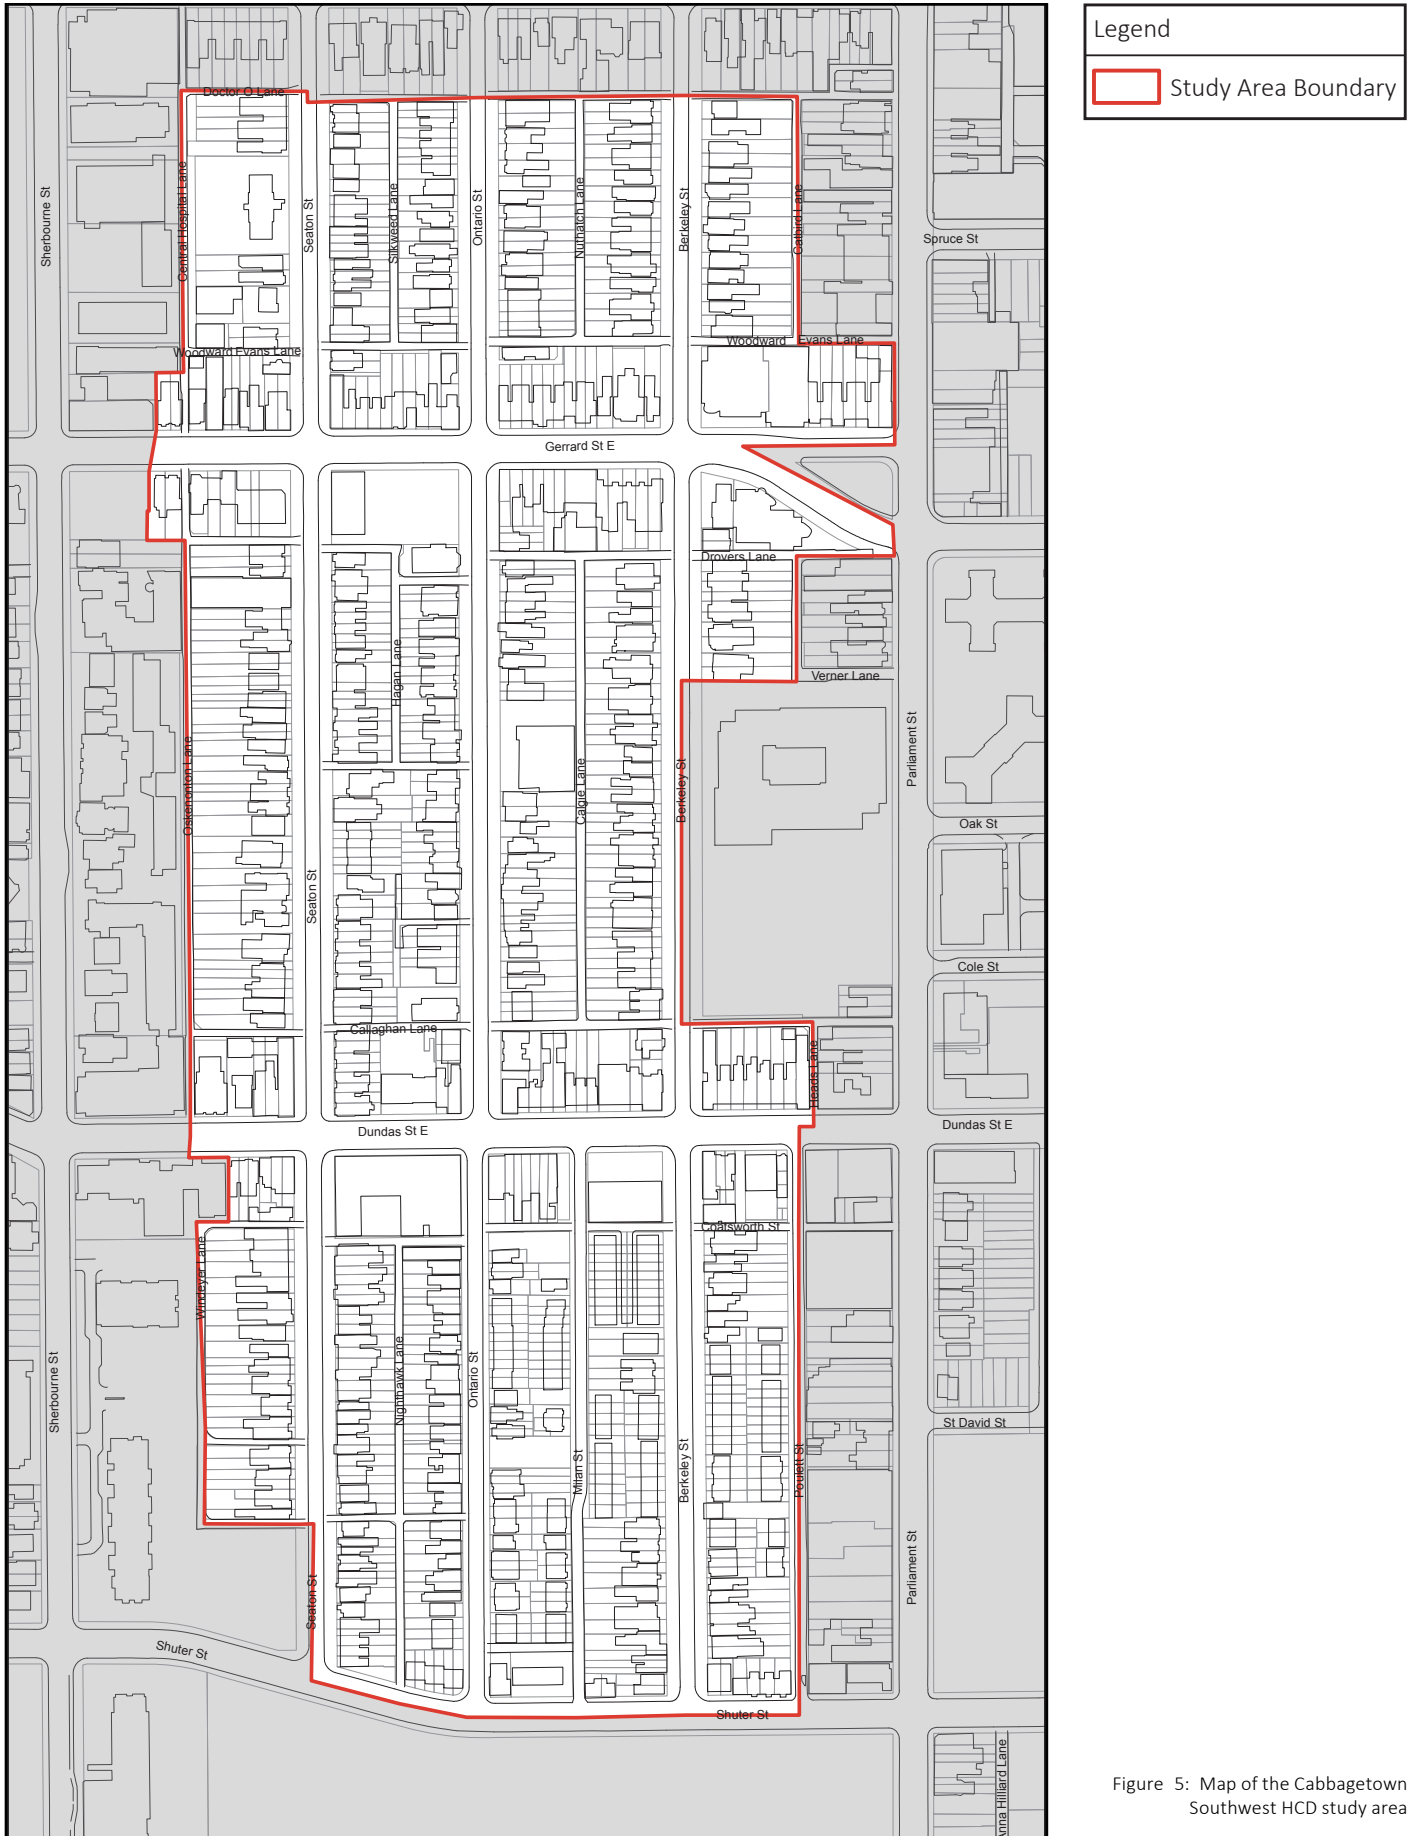 Legend
Study Area Boundary
Doctor O Lane
Sherbourne St
Central Hospital Lane
Seaton St
Silkweed Lane
Ontario St
Nuthatch Lane
Berkeley St
Catbird Lane
Spruce St
Woodward Evans Lane
Woodward Evans Lane
Gerrard St E
Drovers Lane
Verner Lane
Hagan Lane
Oskenonton Lane
Calgie Lane
Berkeley St
Parliament St
Oak St
Seaton St
Cole St
Callaghan Lane
Heads Lane
Dundas St E
Dundas St E
Coatsworth St
Windeyer Lane
Sherbourne St
Nighthawk Lane
Ontario St
Milan St
Berkeley St
Poulett St
St David St
Parliament St
Seaton St
Shuter St
Shuter St
Anna Hilliard Lane
Figure 5: Map of the Cabbagetown
Southwest HCD study area